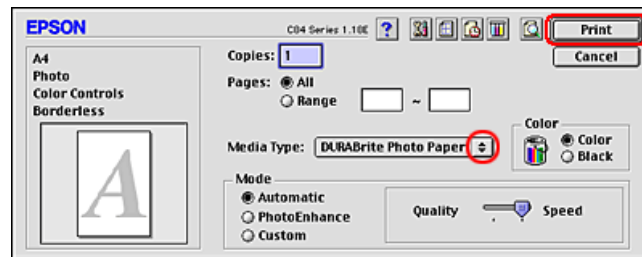 EPSON
C84 Series 1.10E
?
Print
A4
Photo
Color Controls
Borderless
Copies: 1
Cancel
Pages: All
Range ~
Media Type: DURABrite Photo Paper
Color
Color
Black
Mode
Automatic
PhotoEnhance
Custom
Quality Speed
A